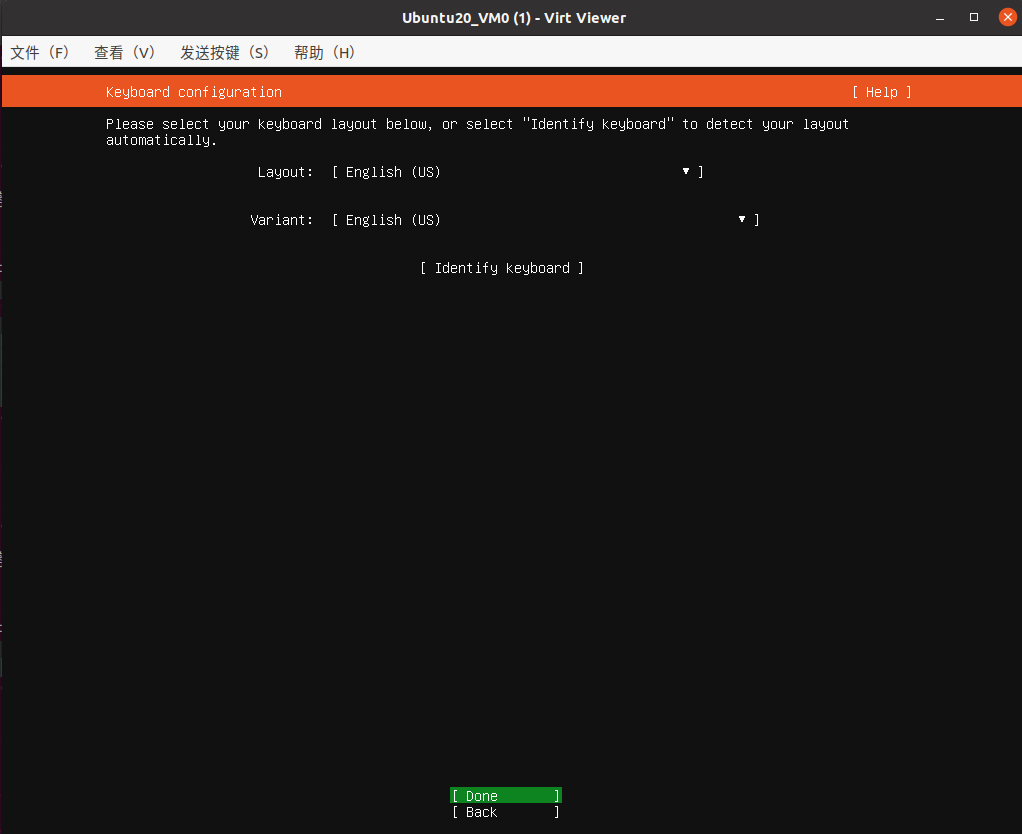 Ubuntu20_VM0 (1) - Virt Viewer
文件（F） 查看（V） 发送按键（S） 帮助（H）
Keyboard configuration [ Help ]
Please select your keyboard layout below, or select "Identify keyboard" to detect your layout
automatically.
Layout: [ English (US) ▼ ]
Variant: [ English (US) ▼ ]
[ Identify keyboard ]
[ Done ]
[ Back ]